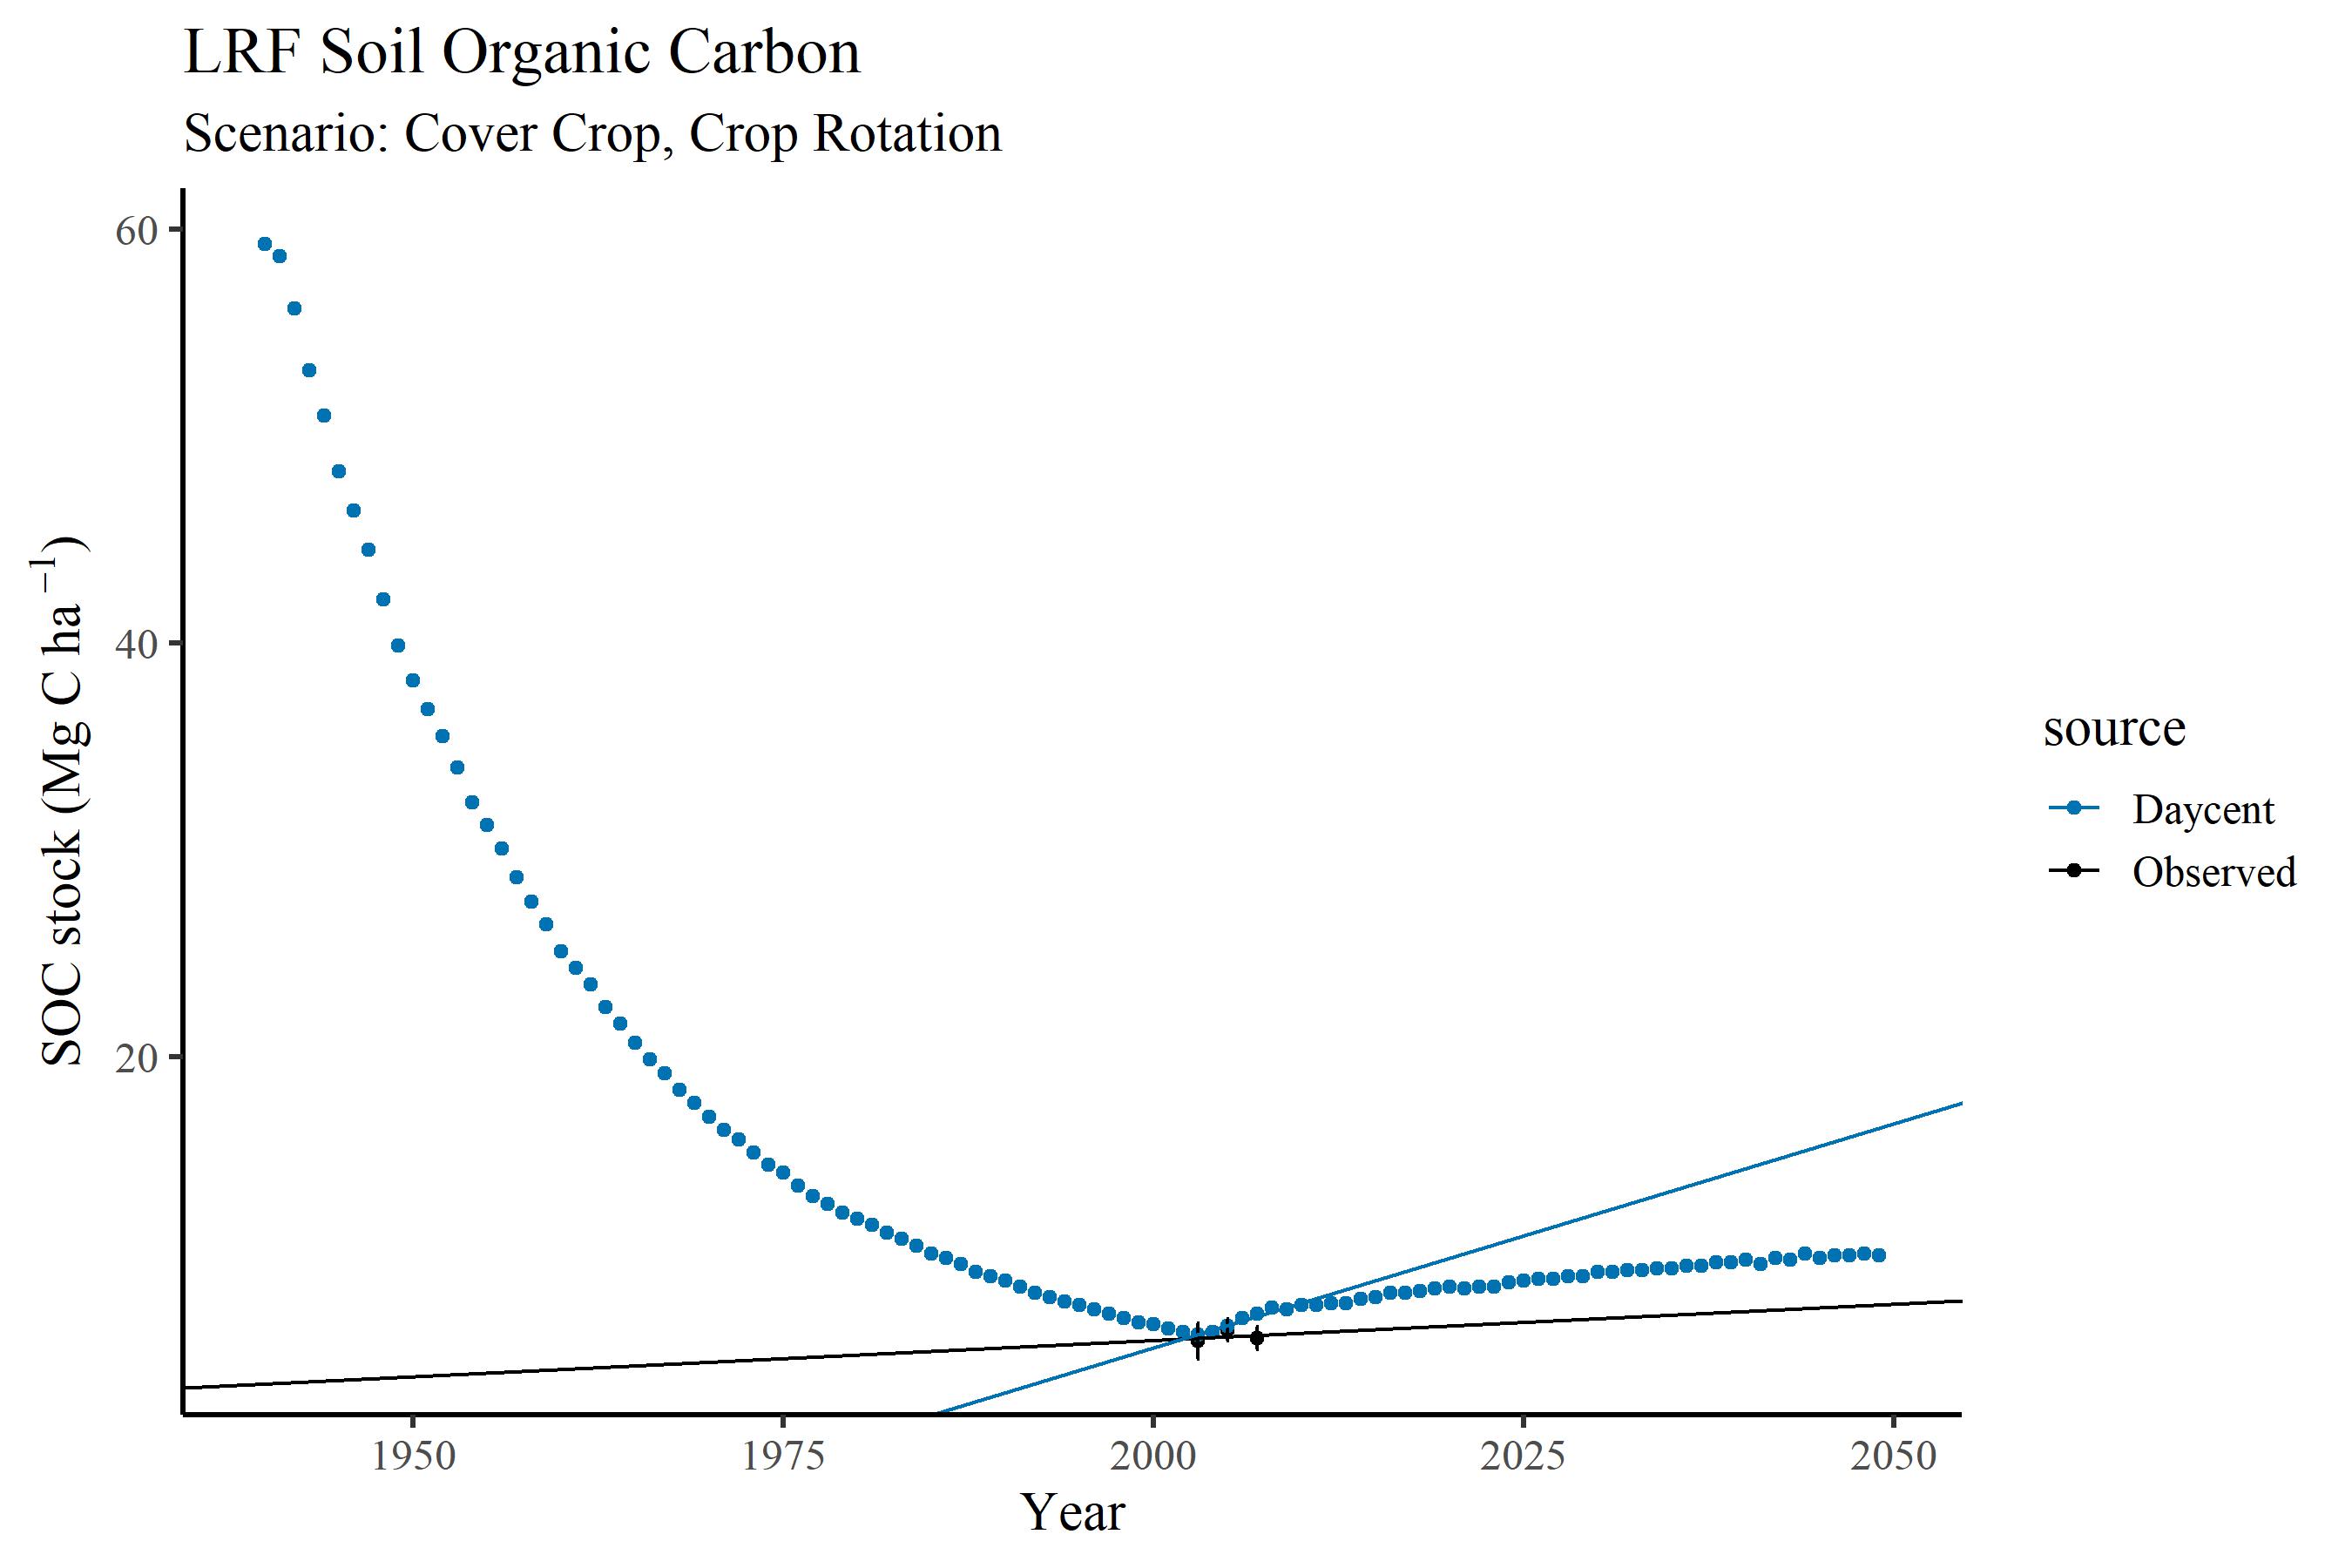 LRF Soil Organic Carbon
Scenario: Cover Crop, Crop Rotation
SOC stock (Mg C ha⁻¹)
60
40
20
1950 1975 2000 2025 2050
Year
source
Daycent
Observed